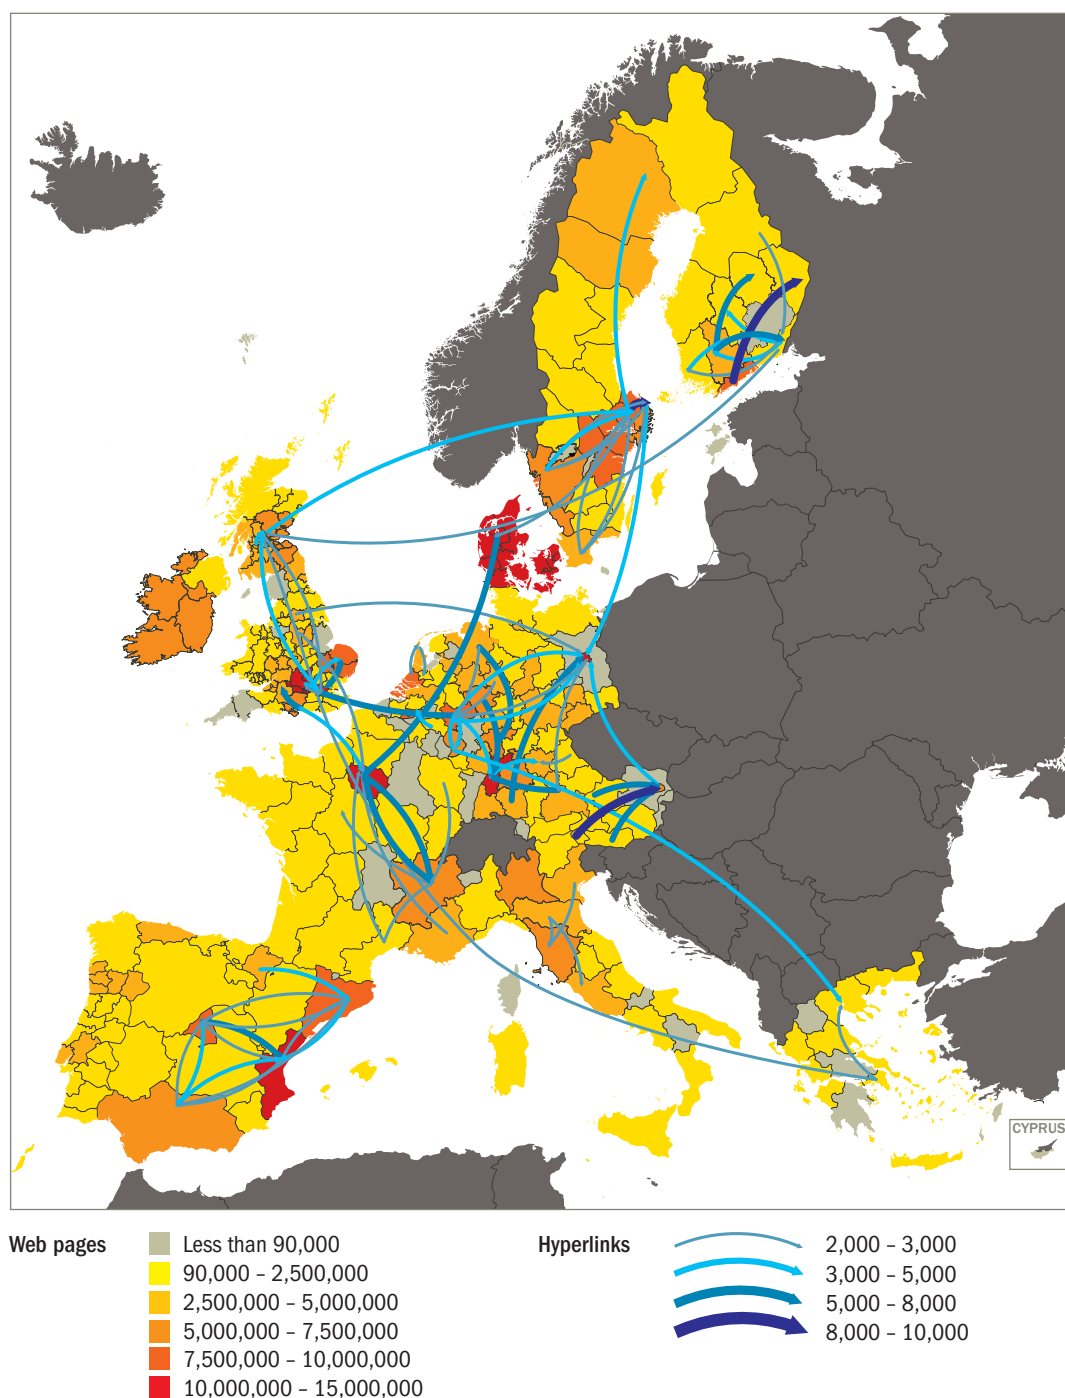 CYPRUS
Web pages
Less than 90,000
90,000 – 2,500,000
2,500,000 – 5,000,000
5,000,000 – 7,500,000
7,500,000 – 10,000,000
10,000,000 – 15,000,000
Hyperlinks
2,000 – 3,000
3,000 – 5,000
5,000 – 8,000
8,000 – 10,000